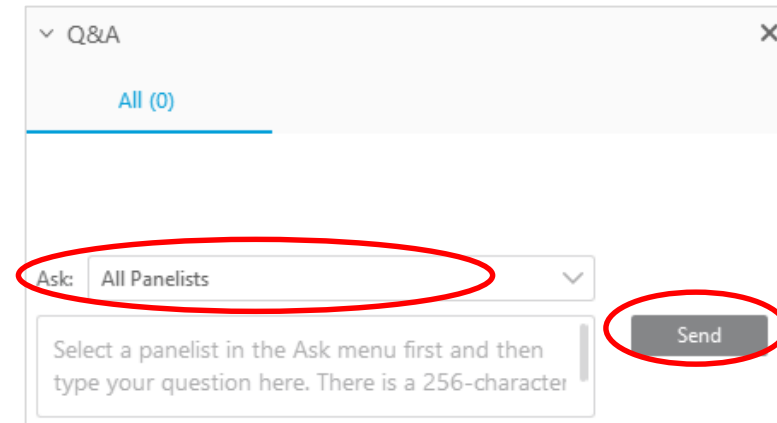 Q&A
All (0)
Ask: All Panelists
Send
Select a panelist in the Ask menu first and then
type your question here. There is a 256-character